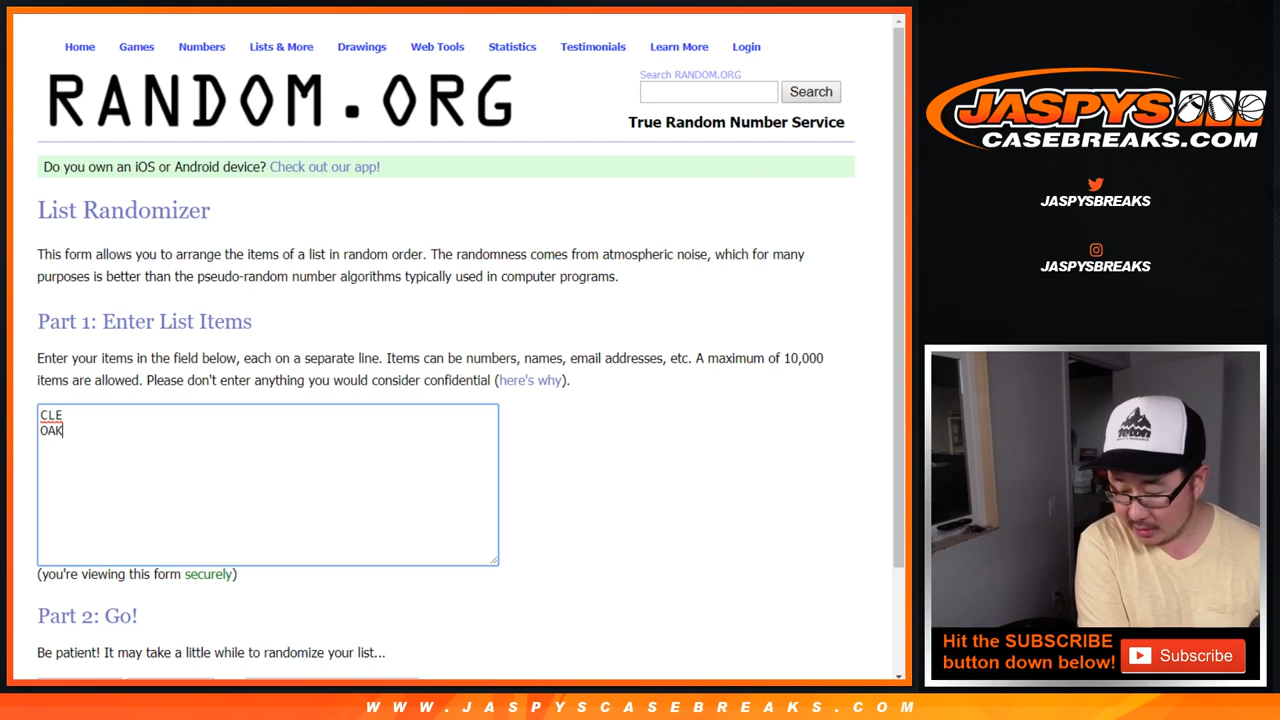 Home Games Numbers Lists & More Drawings Web Tools Statistics Testimonials Learn More Login
RANDOM.ORG
Search RANDOM.ORG
Search
True Random Number Service
Do you own an iOS or Android device? Check out our app!
List Randomizer
This form allows you to arrange the items of a list in random order. The randomness comes from atmospheric noise, which for many
purposes is better than the pseudo-random number algorithms typically used in computer programs.
Part 1: Enter List Items
Enter your items in the field below, each on a separate line. Items can be numbers, names, email addresses, etc. A maximum of 10,000
items are allowed. Please don't enter anything you would consider confidential (here's why).
CLE
OAK
(you're viewing this form securely)
Part 2: Go!
Be patient! It may take a little while to randomize your list...
JASPYS
CASEBREAKS.COM
JASPYSBREAKS
JASPYSBREAKS
Teton
Hit the SUBSCRIBE
button down below!
Subscribe
WWW.JASPYSCASEBREAKS.COM